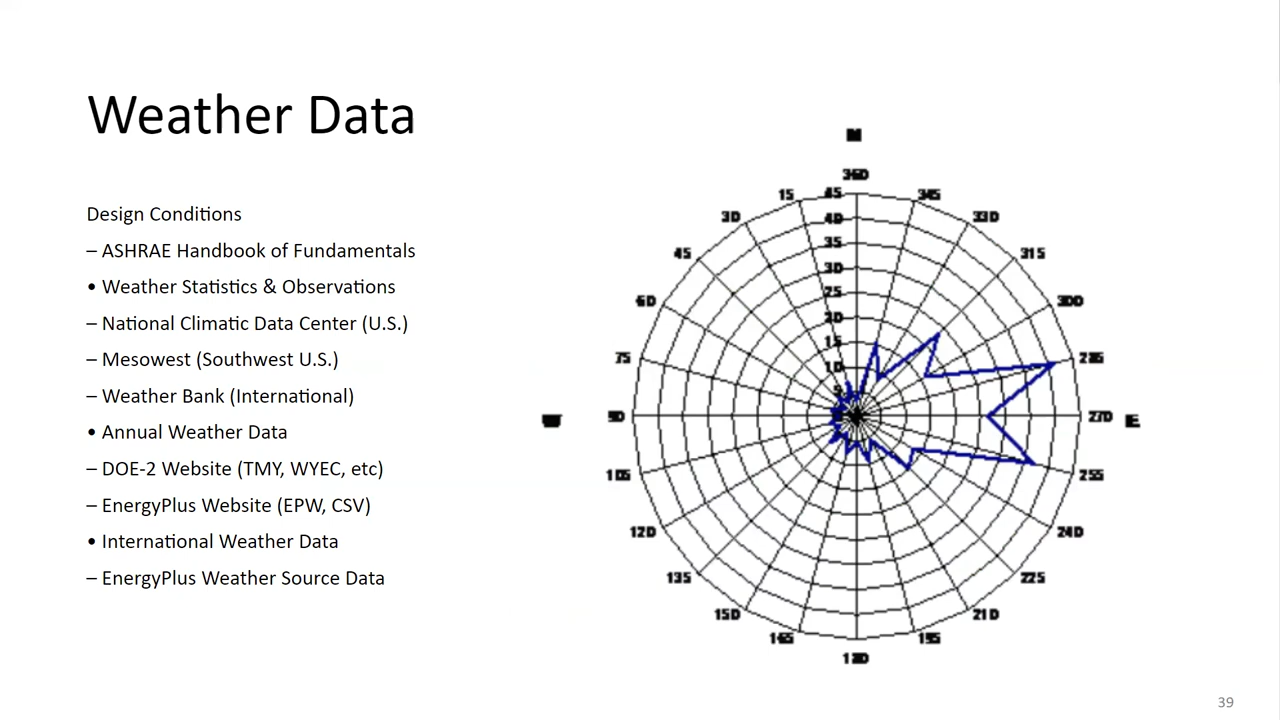 Weather Data
Design Conditions
– ASHRAE Handbook of Fundamentals
• Weather Statistics & Observations
– National Climatic Data Center (U.S.)
– Mesowest (Southwest U.S.)
– Weather Bank (International)
• Annual Weather Data
– DOE-2 Website (TMY, WYEC, etc)
– EnergyPlus Website (EPW, CSV)
• International Weather Data
– EnergyPlus Weather Source Data
N
360
15
45
345
30
40
330
45
35
315
30
25
60
300
20
75
15
285
10
5
W
90
270
E
105
255
120
240
135
225
150
210
165
195
180
39